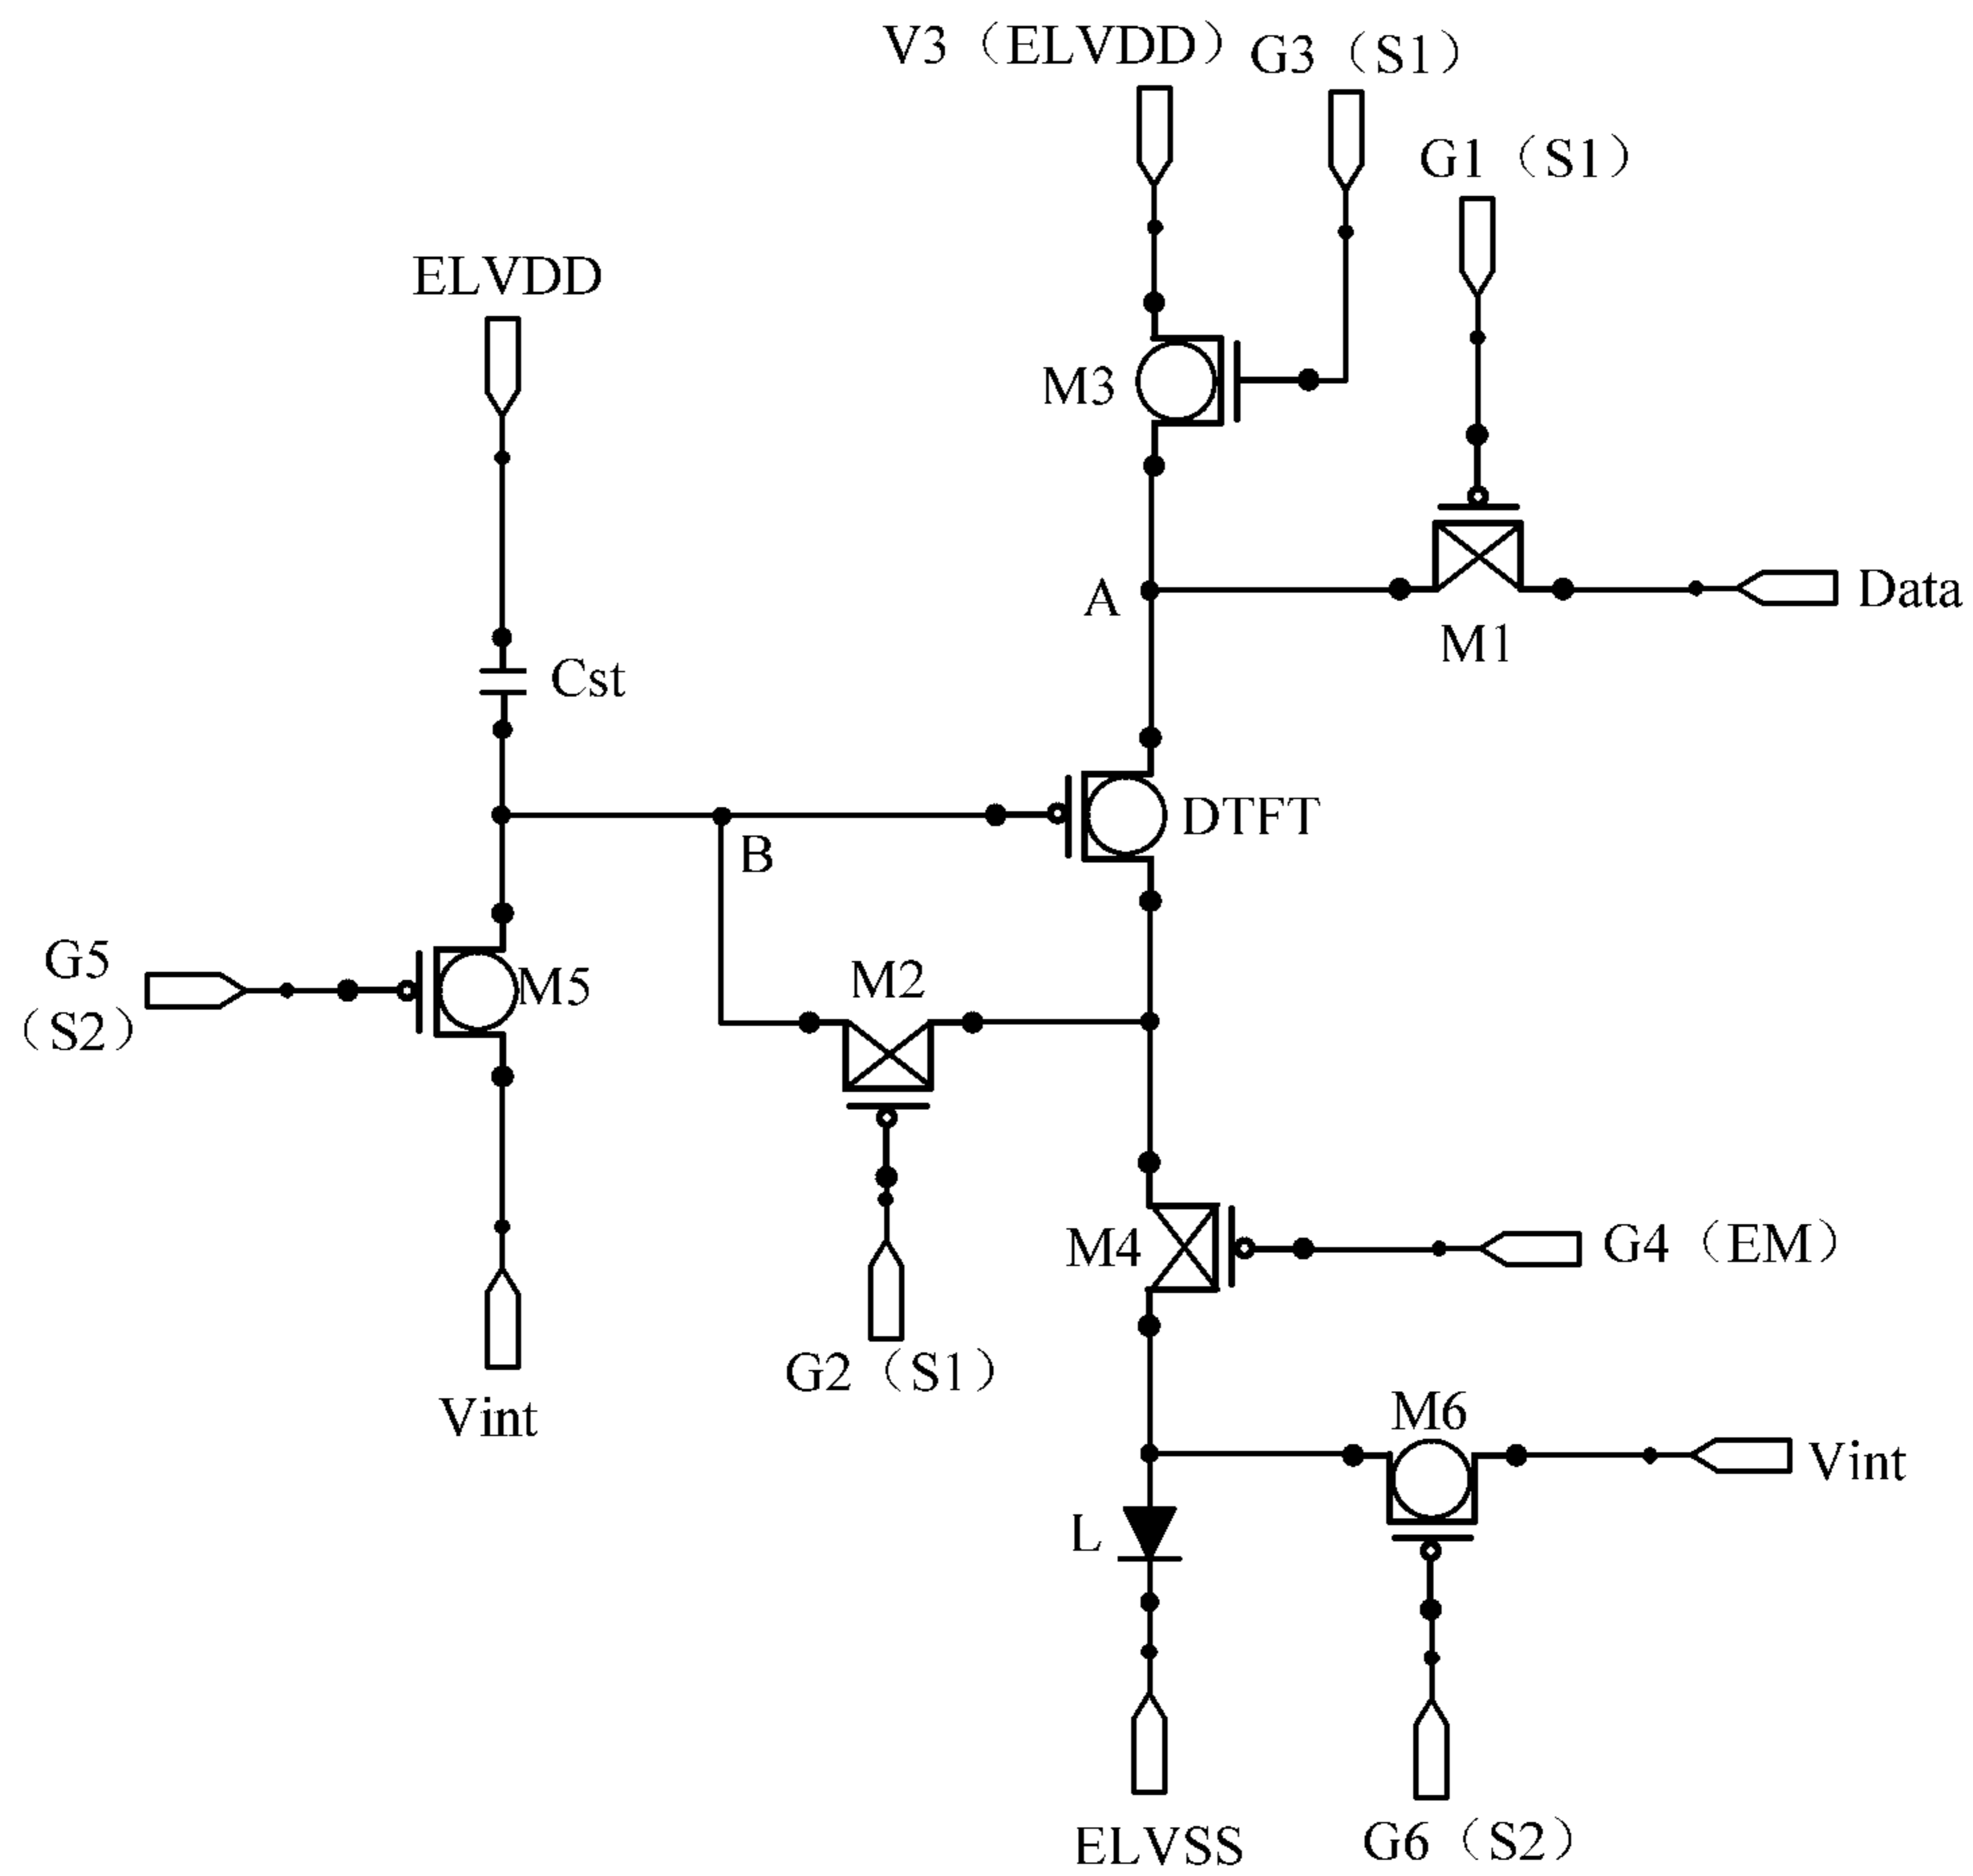 V3（ELVDD）
G3（S1）
G1（S1）
ELVDD
M3
A
Data
M1
Cst
DTFT
B
G5
（S2）
M5
M2
M4
G4（EM）
G2（S1）
Vint
M6
Vint
L
ELVSS
G6（S2）